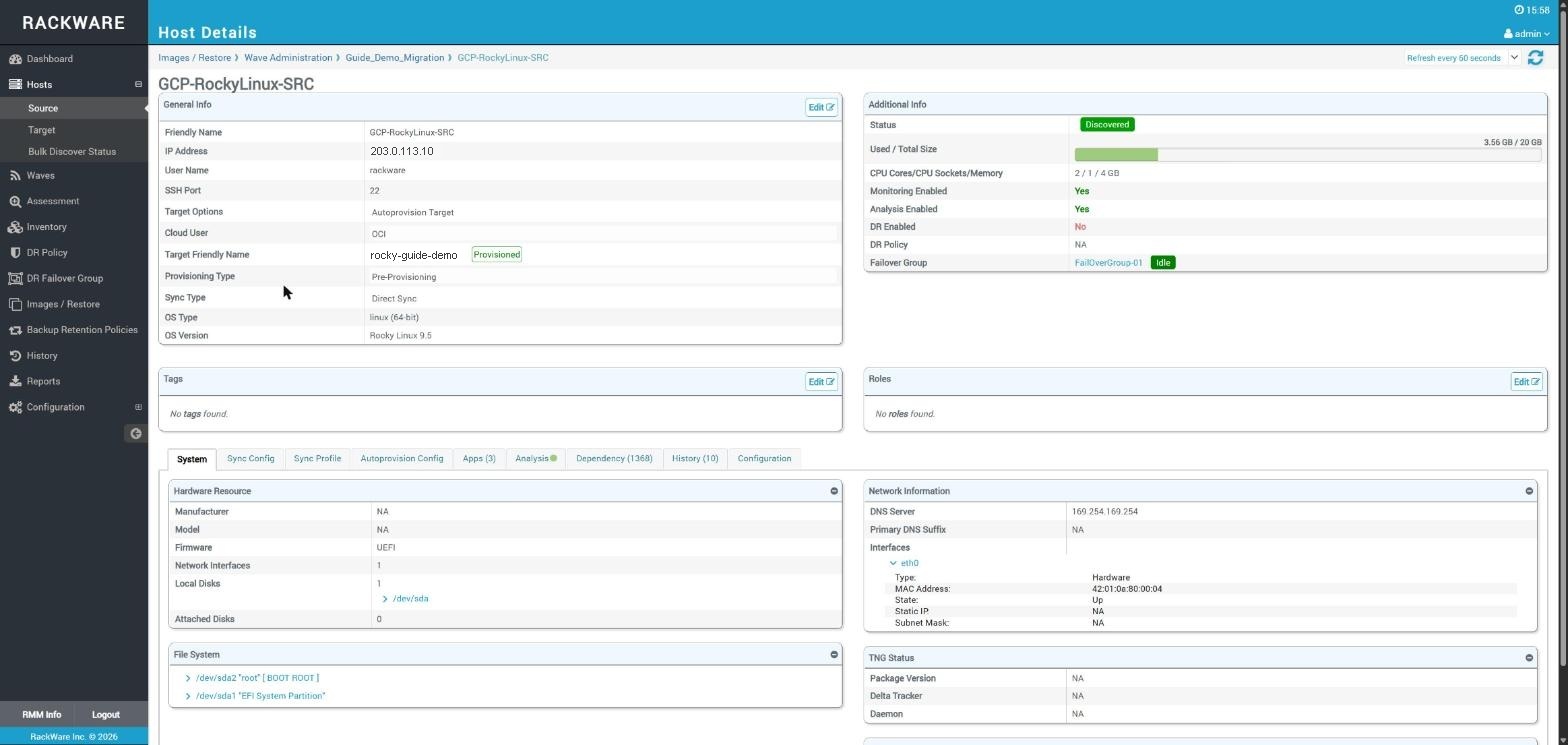 RACKWARE
Host Details
15:58
admin
Dashboard
Hosts
Source
Target
Bulk Discover Status
Waves
Assessment
Inventory
DR Policy
DR Failover Group
Images / Restore
Backup Retention Policies
History
Reports
Configuration
RMM Info Logout
RackWare Inc. © 2026
Images / Restore 》 Wave Administration 》 Guide_Demo_Migration 》 GCP-RockyLinux-SRC
Refresh every 60 seconds
GCP-RockyLinux-SRC
General Info Edit
Friendly Name GCP-RockyLinux-SRC
IP Address 203.0.113.10
User Name rackware
SSH Port 22
Target Options Autoprovision Target
Cloud User OCI
Target Friendly Name rocky-guide-demo Provisioned
Provisioning Type Pre-Provisioning
Sync Type Direct Sync
OS Type linux (64-bit)
OS Version Rocky Linux 9.5
Additional Info
Status Discovered
Used / Total Size 3.56 GB / 20 GB
CPU Cores/CPU Sockets/Memory 2 / 1 / 4 GB
Monitoring Enabled Yes
Analysis Enabled Yes
DR Enabled No
DR Policy NA
Failover Group FailOverGroup-01 Idle
Tags Edit
No tags found.
Roles Edit
No roles found.
System Sync Config Sync Profile Autoprovision Config Apps (3) Analysis Dependency (1368) History (10) Configuration
Hardware Resource
Manufacturer NA
Model NA
Firmware UEFI
Network Interfaces 1
Local Disks 1
/dev/sda
Attached Disks 0
File System
/dev/sda2 "root" [ BOOT ROOT ]
/dev/sda1 "EFI System Partition"
Network Information
DNS Server 169.254.169.254
Primary DNS Suffix NA
Interfaces
eth0
Type: Hardware
MAC Address: 42:01:0a:80:00:04
State: Up
Static IP: NA
Subnet Mask: NA
TNG Status
Package Version NA
Delta Tracker NA
Daemon NA